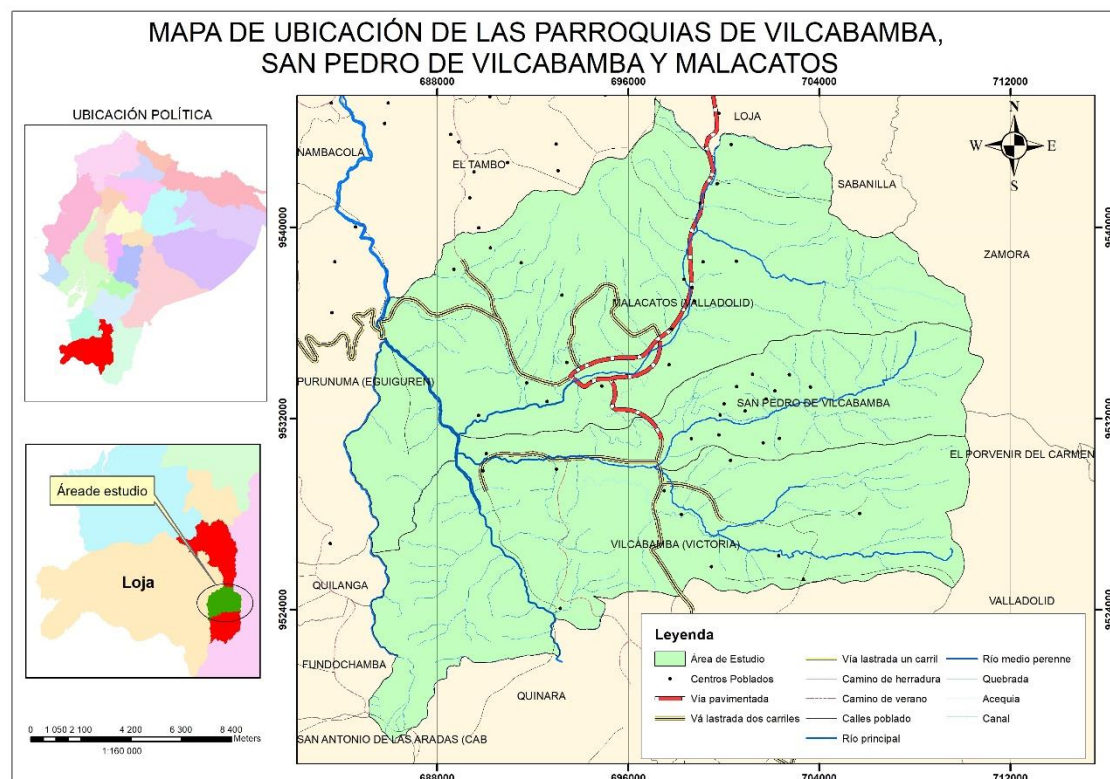 MAPA DE UBICACIÓN DE LAS PARROQUIAS DE VILCABAMBA,
SAN PEDRO DE VILCABAMBA Y MALACATOS
UBICACIÓN POLÍTICA
688000 696000 704000 712000
NAMBACOLA
EL TAMBO
LOJA
SABANILLA
ZAMORA
N
W E
S
9540000 9540000
MALACATOS (VALLADOLID)
PURUNUMA (EGUIGUREN)
SAN PEDRO DE VILCABAMBA
9532000 9532000
EL PORVENIR DEL CARMEN
VILCABAMBA (VICTORIA)
QUILANGA
VALLADOLID
9524000 9524000
FUNDOCHAMBA
QUINARA
SAN ANTONIO DE LAS ARADAS (CAB
688000 696000 704000 712000
Áreade estudio
Loja
0 1 050 2 100 4 200 6 300 8 400
Meters
1:160 000
Leyenda
Área de Estudio
Centros Poblados
Vía pavimentada
Vá lastrada dos carriles
Vía lastrada un carril
Camino de herradura
Camino de verano
Calles poblado
Río principal
Río medio perenne
Quebrada
Acequia
Canal